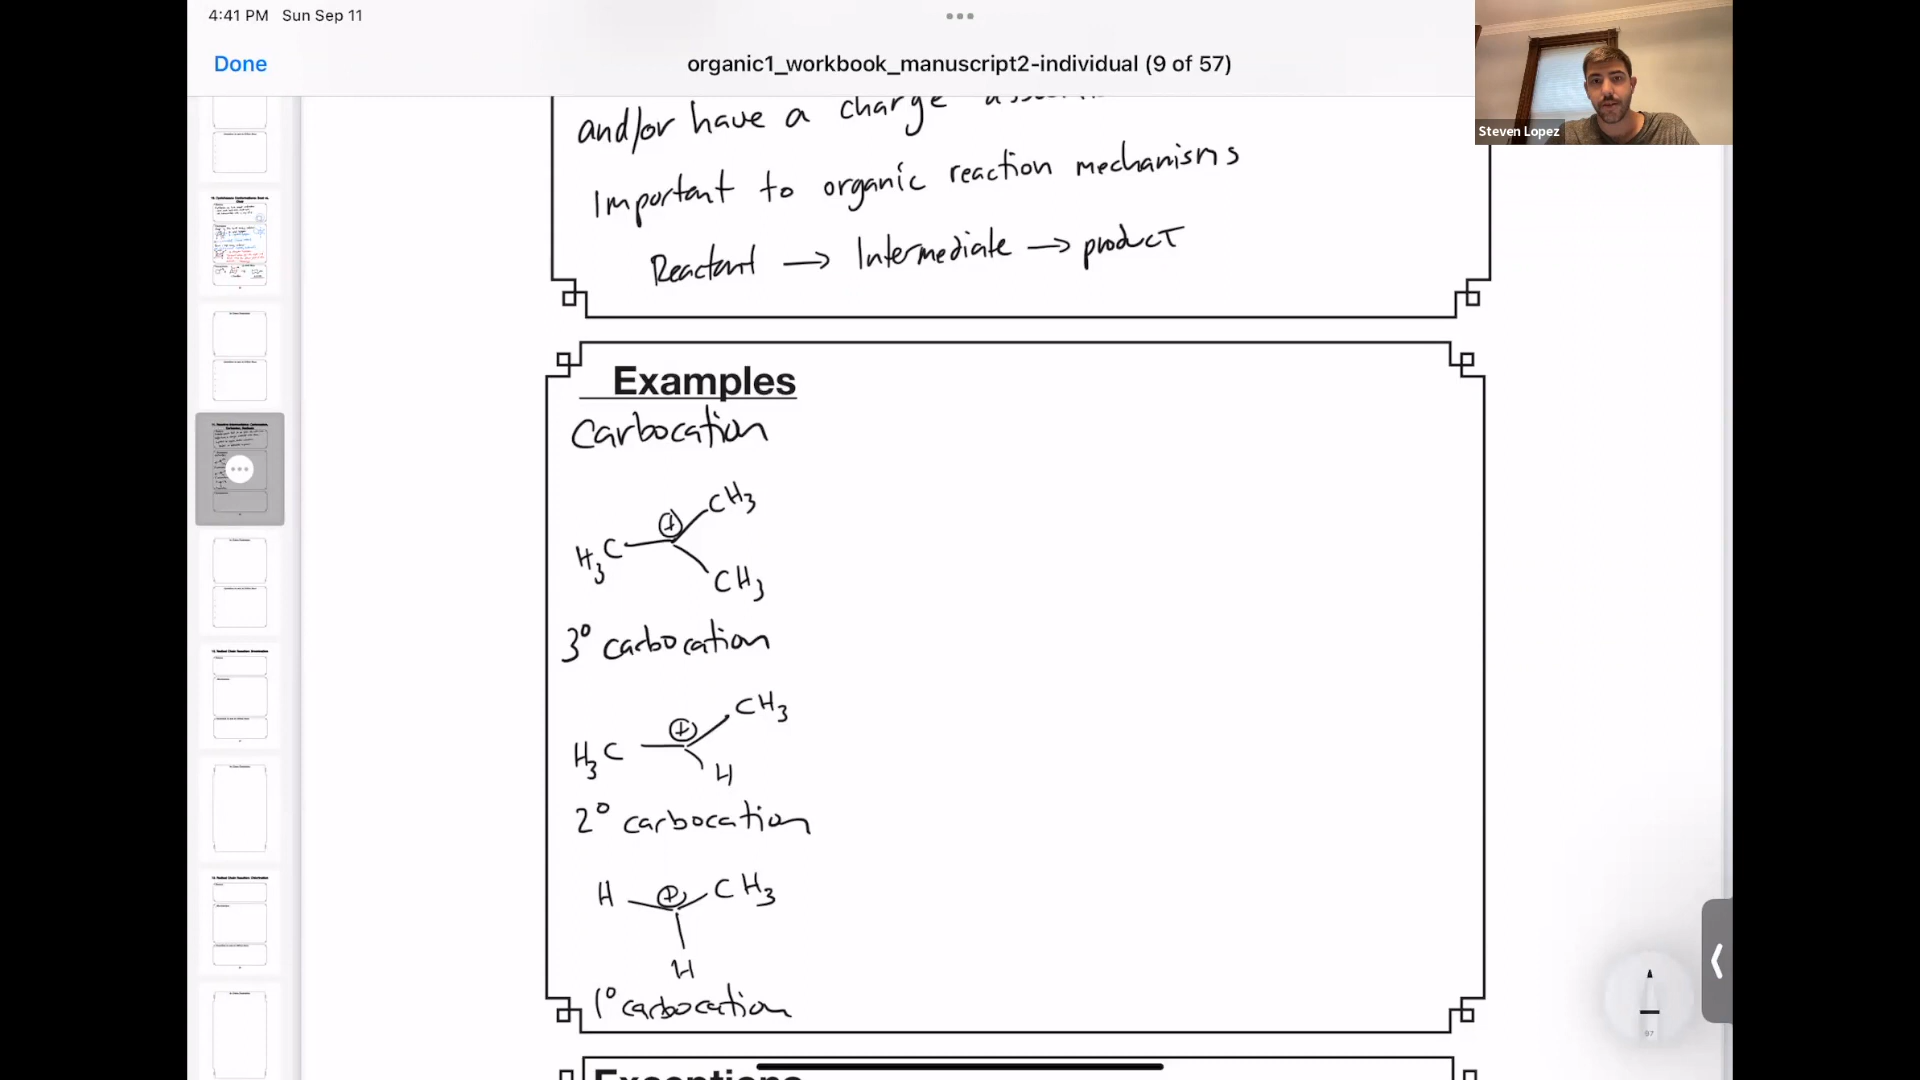 4:41 PM Sun Sep 11
Done
organic1_workbook_manuscript2-individual (9 of 57)
Steven Lopez
and/or have a charge
Important to organic reaction mechanisms
Reactant → Intermediate → product
Examples
Carbocation
⊕
CH3
H3C
CH3
3° carbocation
CH3
⊕
H3C
H
2° carbocation
H ⊕ CH3
H
1° carbocation
97
Exceptions